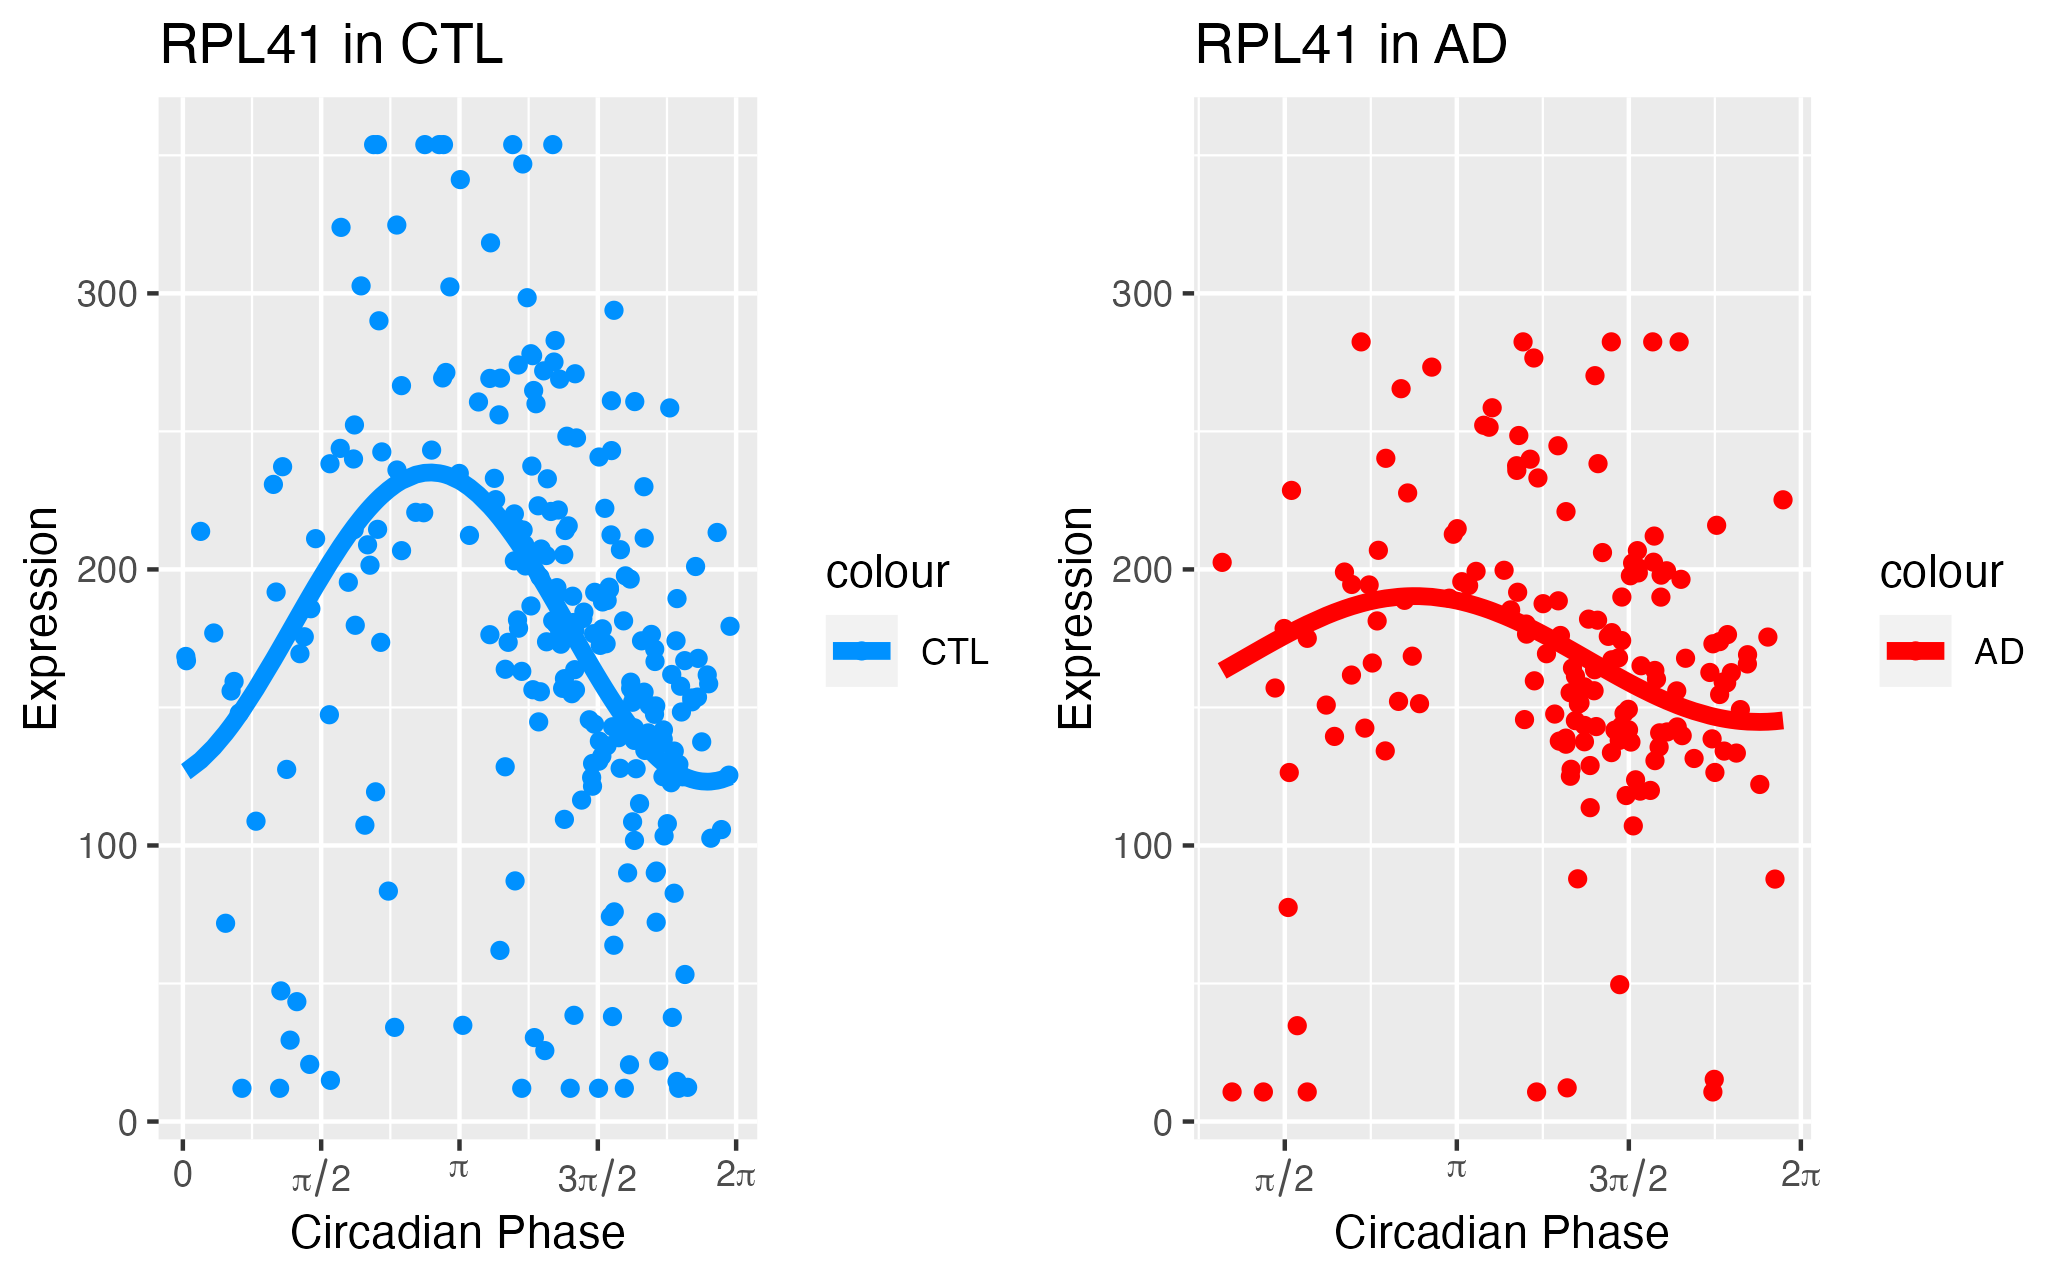 RPL41 in CTL
Expression
300
200
100
0
0
π/2
π
3π/2
2π
Circadian Phase
colour
CTL
RPL41 in AD
Expression
300
200
100
0
π/2
π
3π/2
2π
Circadian Phase
colour
AD